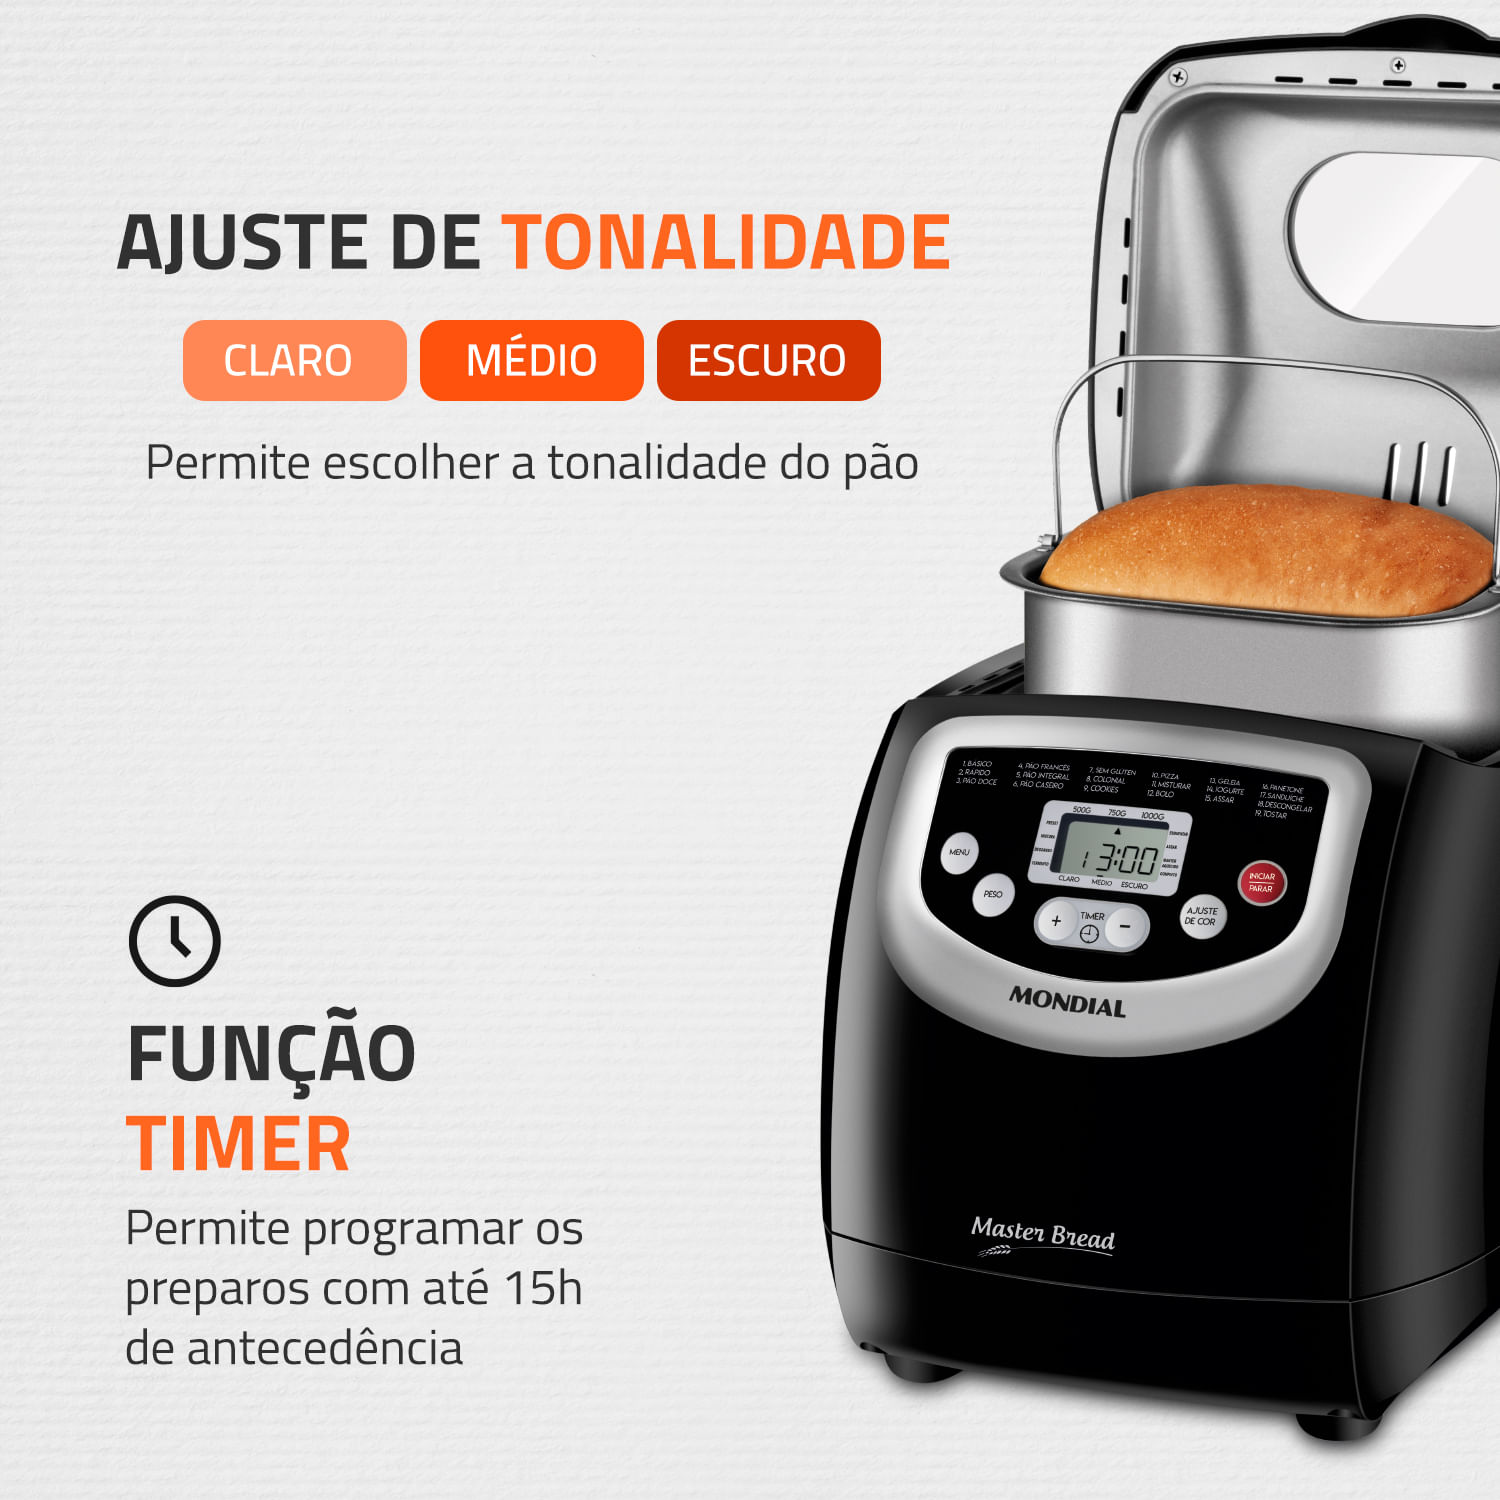 AJUSTE DE TONALIDADE
CLARO
MÉDIO
ESCURO
Permite escolher a tonalidade do pão
1. BÁSICO
2. RÁPIDO
3. PÃO DOCE
4. PÃO FRANCÊS
5. PÃO INTEGRAL
6. PÃO CASEIRO
7. SEM GLÚTEN
8. COLONIAL
9. COOKIES
10. PIZZA
11. MISTURAR
12. BOLO
13. GELEIA
14. IOGURTE
15. ASSAR
16. PANETONE
17. SANDUÍCHE
18. DESCONGELAR
19. TOSTAR
500G 750G 1000G
1 3:00
CLARO MÉDIO ESCURO
MENU
PESO
+ TIMER -
AJUSTE
DE COR
INICIAR
PARAR
MONDIAL
Master Bread
FUNÇÃO
TIMER
Permite programar os
preparos com até 15h
de antecedência